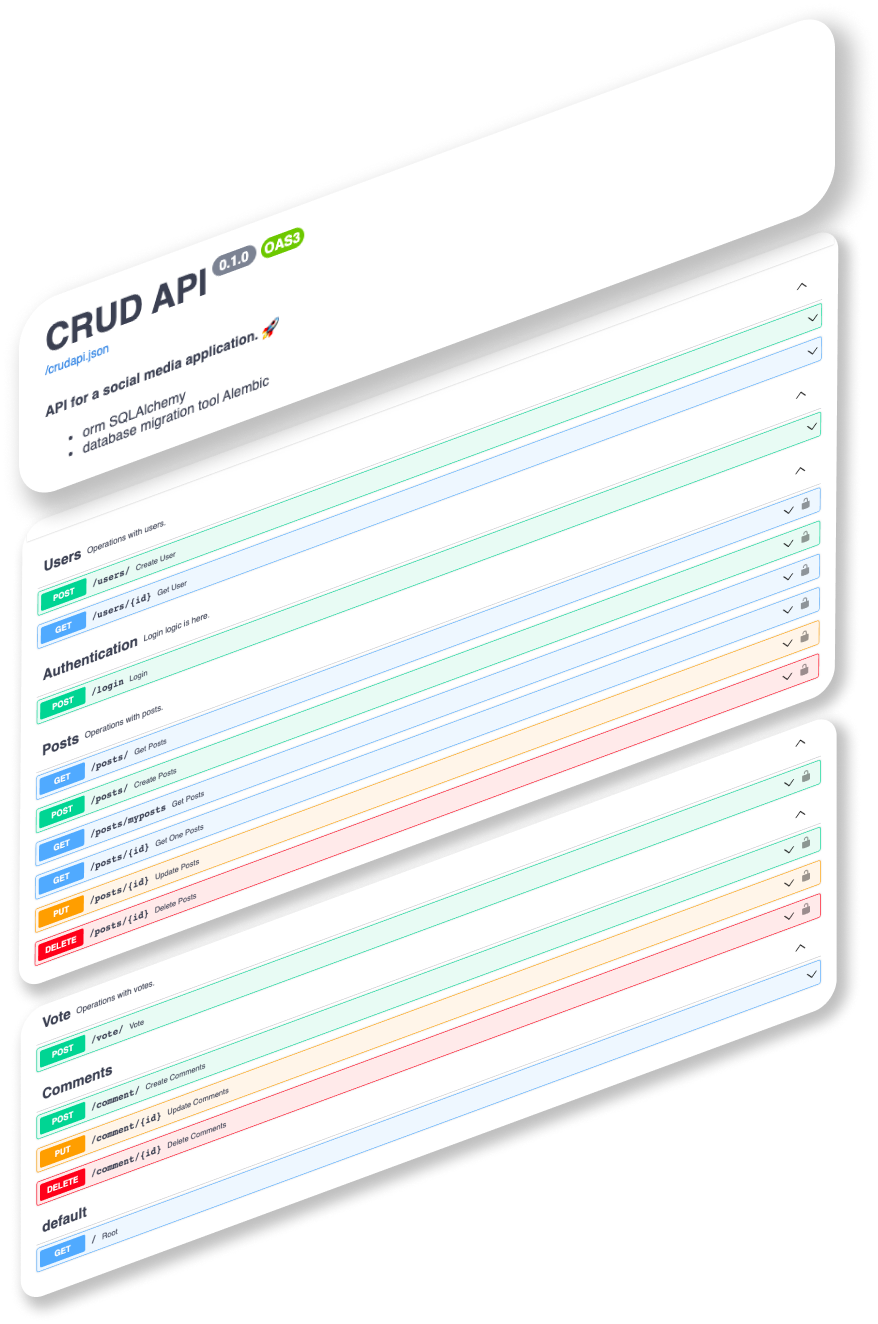 CRUD API 0.1.0 OAS3
/crudapi.json
API for a social media application. 🚀
• orm SQLAlchemy
• database migration tool Alembic
Users Operations with users.
POST /users/ Create User
GET /users/{id} Get User
Authentication Login logic is here.
POST /login Login
Posts Operations with posts.
GET /posts/ Get Posts
POST /posts/ Create Posts
GET /posts/myposts Get Posts
GET /posts/{id} Get One Posts
PUT /posts/{id} Update Posts
DELETE /posts/{id} Delete Posts
Vote Operations with votes.
POST /vote/ Vote
Comments
POST /comment/ Create Comments
PUT /comment/{id} Update Comments
DELETE /comment/{id} Delete Comments
default
GET / Root